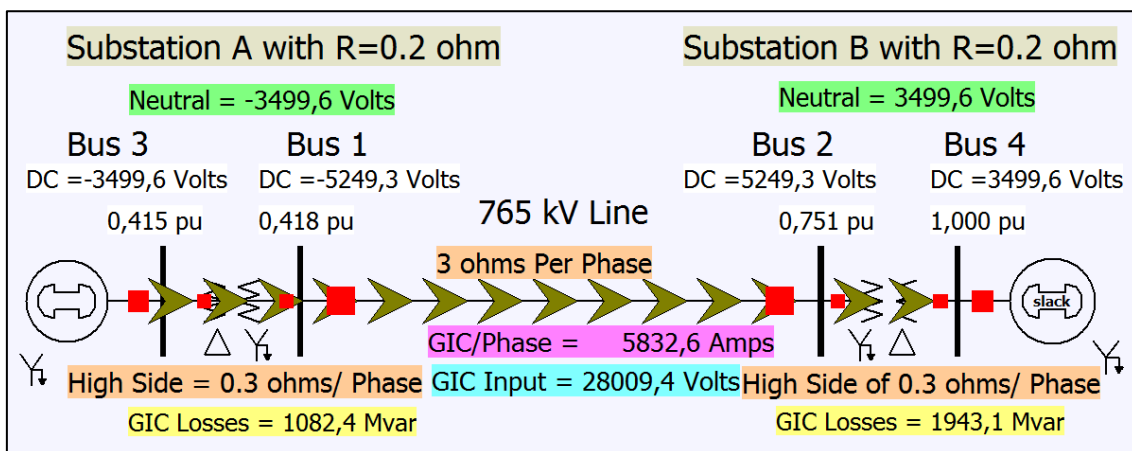 Substation A with R=0.2 ohm
Substation B with R=0.2 ohm
Neutral = -3499,6 Volts
Neutral = 3499,6 Volts
Bus 3
Bus 1
Bus 2
Bus 4
DC =-3499,6 Volts
DC =-5249,3 Volts
DC =5249,3 Volts
DC =3499,6 Volts
0,415 pu
0,418 pu
765 kV Line
0,751 pu
1,000 pu
3 ohms Per Phase
slack
GIC/Phase = 5832,6 Amps
High Side = 0.3 ohms/ Phase
GIC Input = 28009,4 Volts
High Side of 0.3 ohms/ Phase
GIC Losses = 1082,4 Mvar
GIC Losses = 1943,1 Mvar